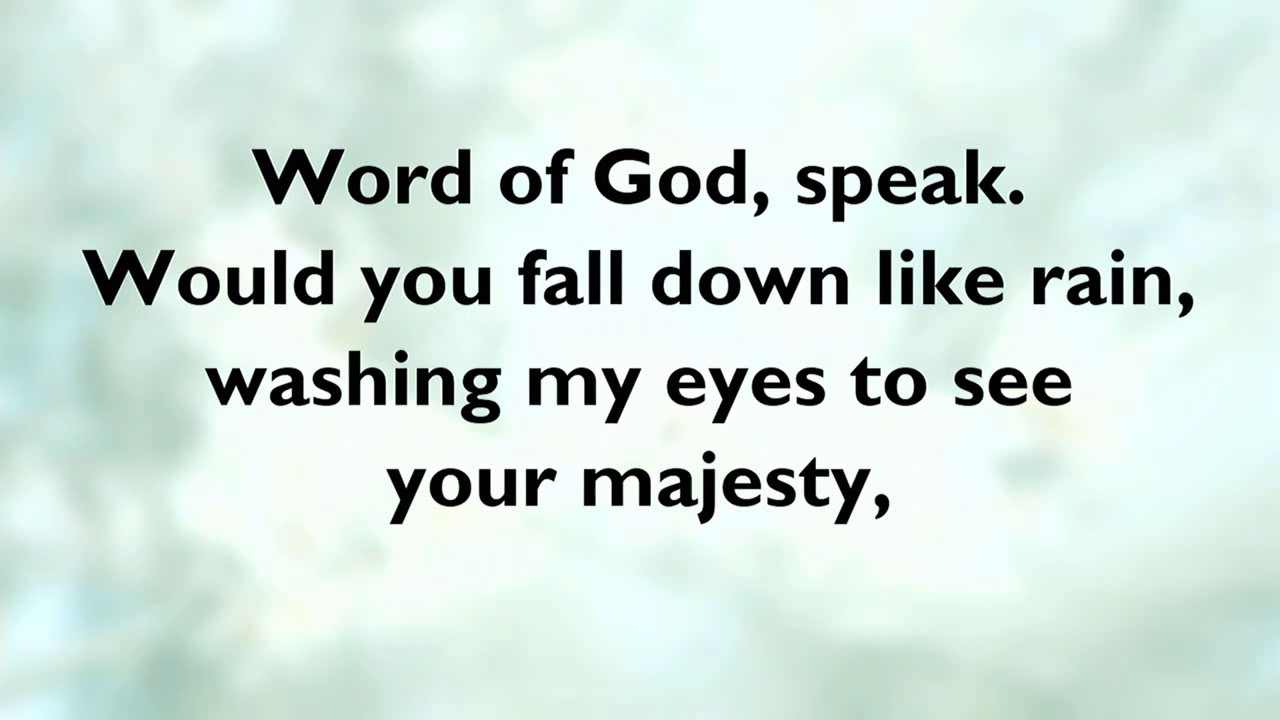 Word of God, speak.
Would you fall down like rain,
washing my eyes to see
your majesty,